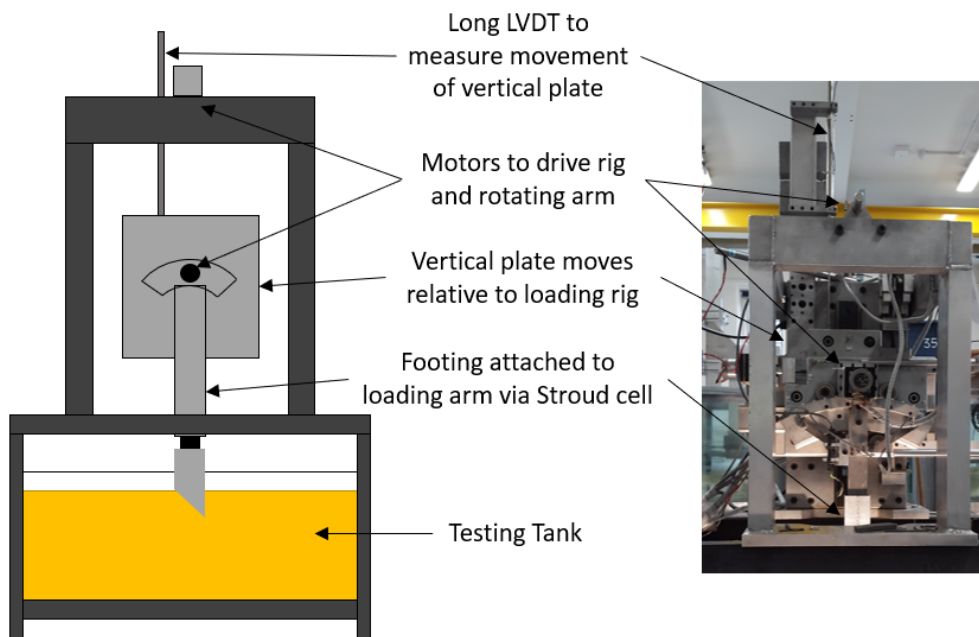 Long LVDT to
measure movement
of vertical plate
Motors to drive rig
and rotating arm
Vertical plate moves
relative to loading rig
35
Footing attached to
loading arm via Stroud cell
Testing Tank